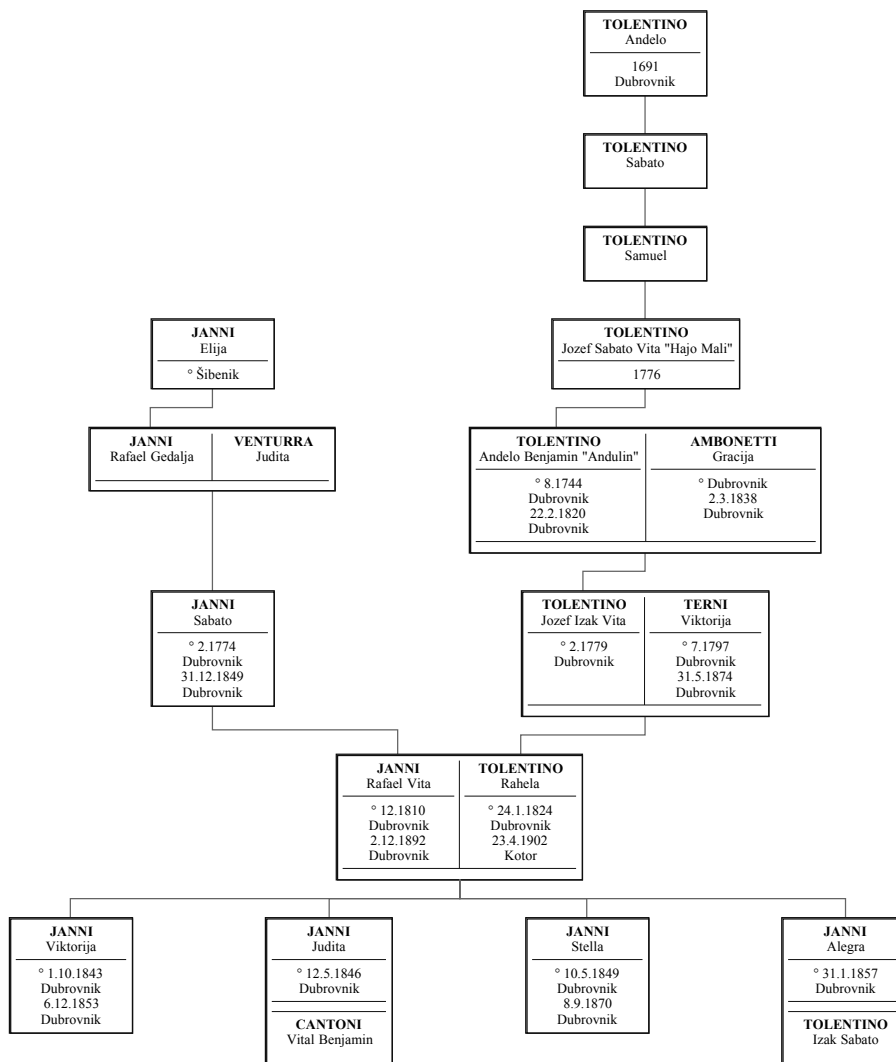 TOLENTINO
Andelo
1691
Dubrovnik
TOLENTINO
Sabato
TOLENTINO
Samuel
JANNI
Elija
° Šibenik
TOLENTINO
Jozef Sabato Vita "Hajo Mali"
1776
JANNI
Rafael Gedalja
VENTURRA
Judita
TOLENTINO
Andelo Benjamin "Andulin"
° 8.1744
Dubrovnik
22.2.1820
Dubrovnik
AMBONETTI
Gracija
° Dubrovnik
2.3.1838
Dubrovnik
JANNI
Sabato
° 2.1774
Dubrovnik
31.12.1849
Dubrovnik
TOLENTINO
Jozef Izak Vita
° 2.1779
Dubrovnik
TERNI
Viktorija
° 7.1797
Dubrovnik
31.5.1874
Dubrovnik
JANNI
Rafael Vita
° 12.1810
Dubrovnik
2.12.1892
Dubrovnik
TOLENTINO
Rahela
° 24.1.1824
Dubrovnik
23.4.1902
Kotor
JANNI
Viktorija
° 1.10.1843
Dubrovnik
6.12.1853
Dubrovnik
JANNI
Judita
° 12.5.1846
Dubrovnik
CANTONI
Vital Benjamin
JANNI
Stella
° 10.5.1849
Dubrovnik
8.9.1870
Dubrovnik
JANNI
Alegra
° 31.1.1857
Dubrovnik
TOLENTINO
Izak Sabato